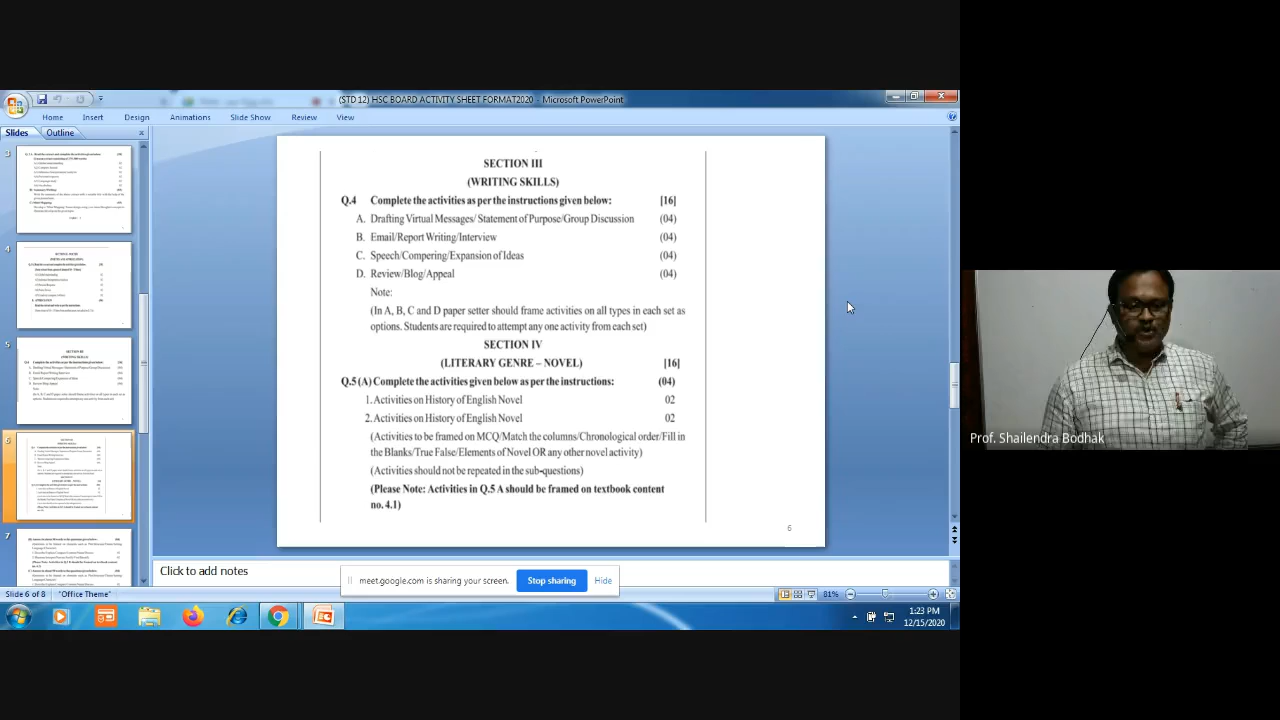 (STD 12) HSC BOARD ACTIVITY SHEET FORMAT2020 - Microsoft PowerPoint
Home Insert Design Animations Slide Show Review View
Slides Outline
3
4
5
6
7
SECTION III
(WRITING SKILLS)
Q.4 Complete the activities as per the instructions given below: [16]
A. Drafting Virtual Messages/ Statement of Purpose/Group Discussion (04)
B. Email/Report Writing/Interview (04)
C. Speech/Compering/Expansion of Ideas (04)
D. Review/Blog/Appeal (04)
Note:
(In A, B, C and D paper setter should frame activities on all types in each set as
options. Students are required to attempt any one activity from each set)
SECTION IV
(LITERARY GENRE – NOVEL) [16]
Q.5 (A) Complete the activities given below as per the instructions: (04)
1. Activities on History of English Novel 02
2. Activities on History of English Novel 02
(Activities to be framed on MCQs/Match the columns/Chronological order/Fill in
the Blanks/True False/Elements of Novel OR any other novel activity)
(Activities should not be repeated in the sub-questions)
(Please Note: Activities should be framed on textbook content
no. 4.1)
6
Click to add notes
meet.google.com is sharing your screen. Stop sharing Hide
Slide 6 of 8 "Office Theme" 81%
1:23 PM
12/15/2020
Prof. Shailendra Bodhak